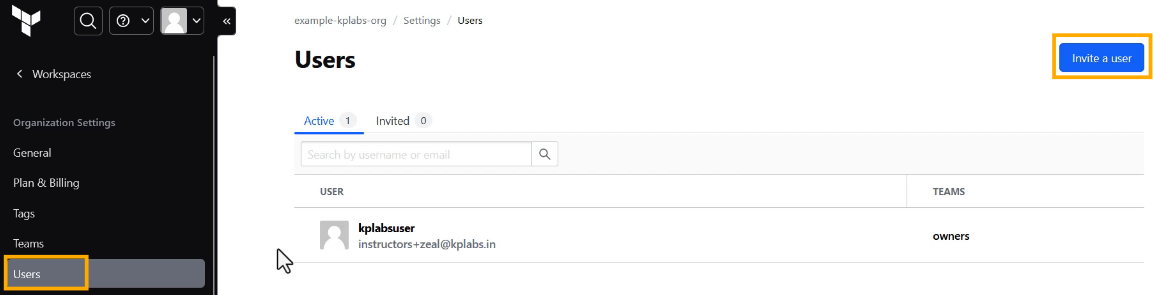 example-kplabs-org / Settings / Users
Users
Invite a user
Workspaces
Organization Settings
General
Plan & Billing
Tags
Teams
Users
Active 1 Invited 0
Search by username or email
USER TEAMS
kplabsuser
instructors+zeal@kplabs.in
owners